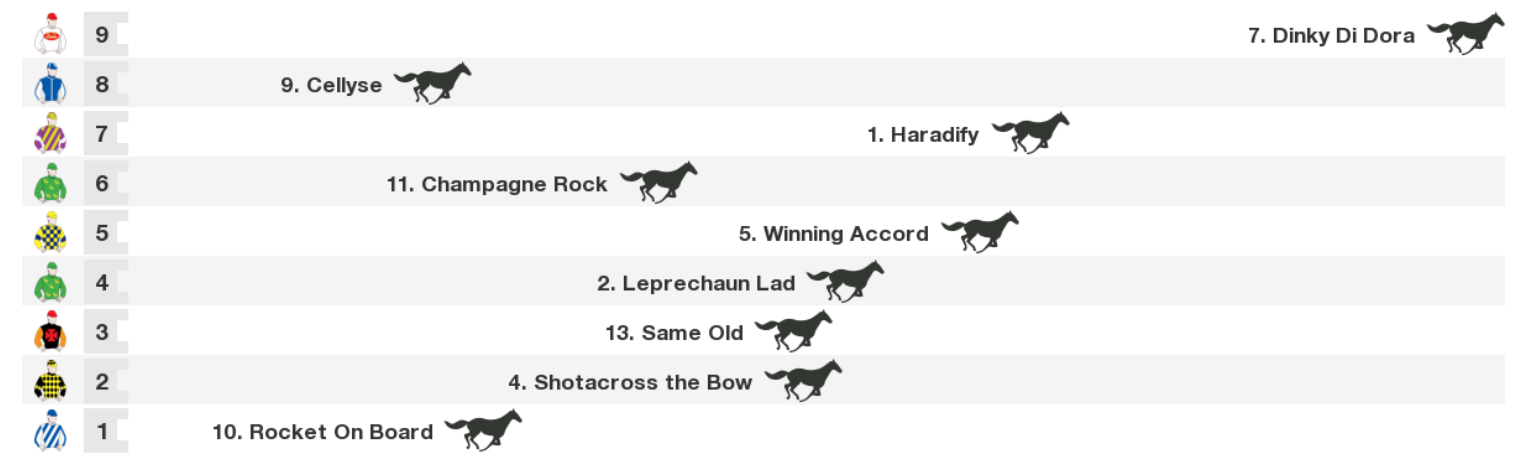 9 7. Dinky Di Dora
8 9. Cellyse
7 1. Haradify
6 11. Champagne Rock
5 5. Winning Accord
4 2. Leprechaun Lad
3 13. Same Old
2 4. Shotacross the Bow
1 10. Rocket On Board